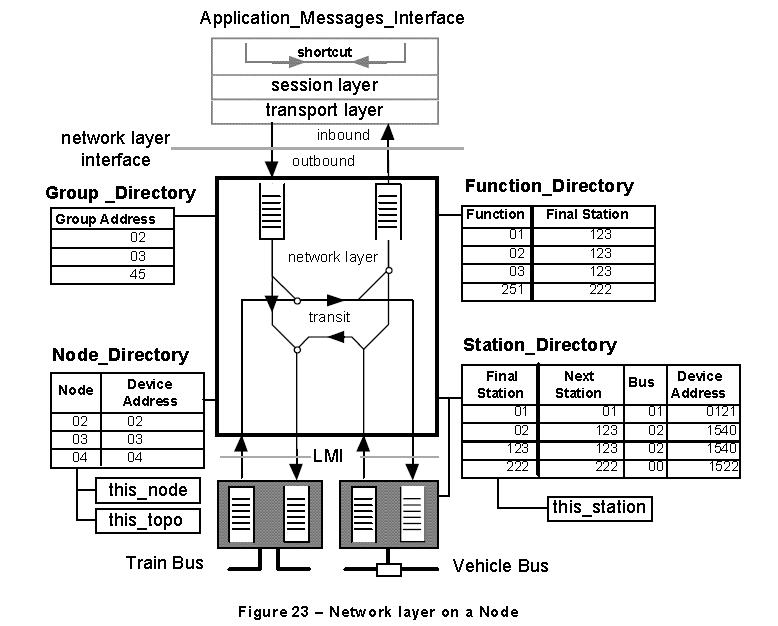 Application_Messages_Interface
shortcut
session layer
transport layer
network layer
interface
inbound
outbound
Group _Directory
Group Address
02
03
45
Function_Directory
Function Final Station
01 123
02 123
03 123
251 222
network layer
transit
Node_Directory
Node Device
Address
02 02
03 03
04 04
this_node
this_topo
Station_Directory
Final
Station Next
Station Bus Device
Address
01 01 01 0121
02 123 02 1540
123 123 02 1540
222 222 00 1522
this_station
LMI
Train Bus
Vehicle Bus
Figure 23 – Network layer on a Node